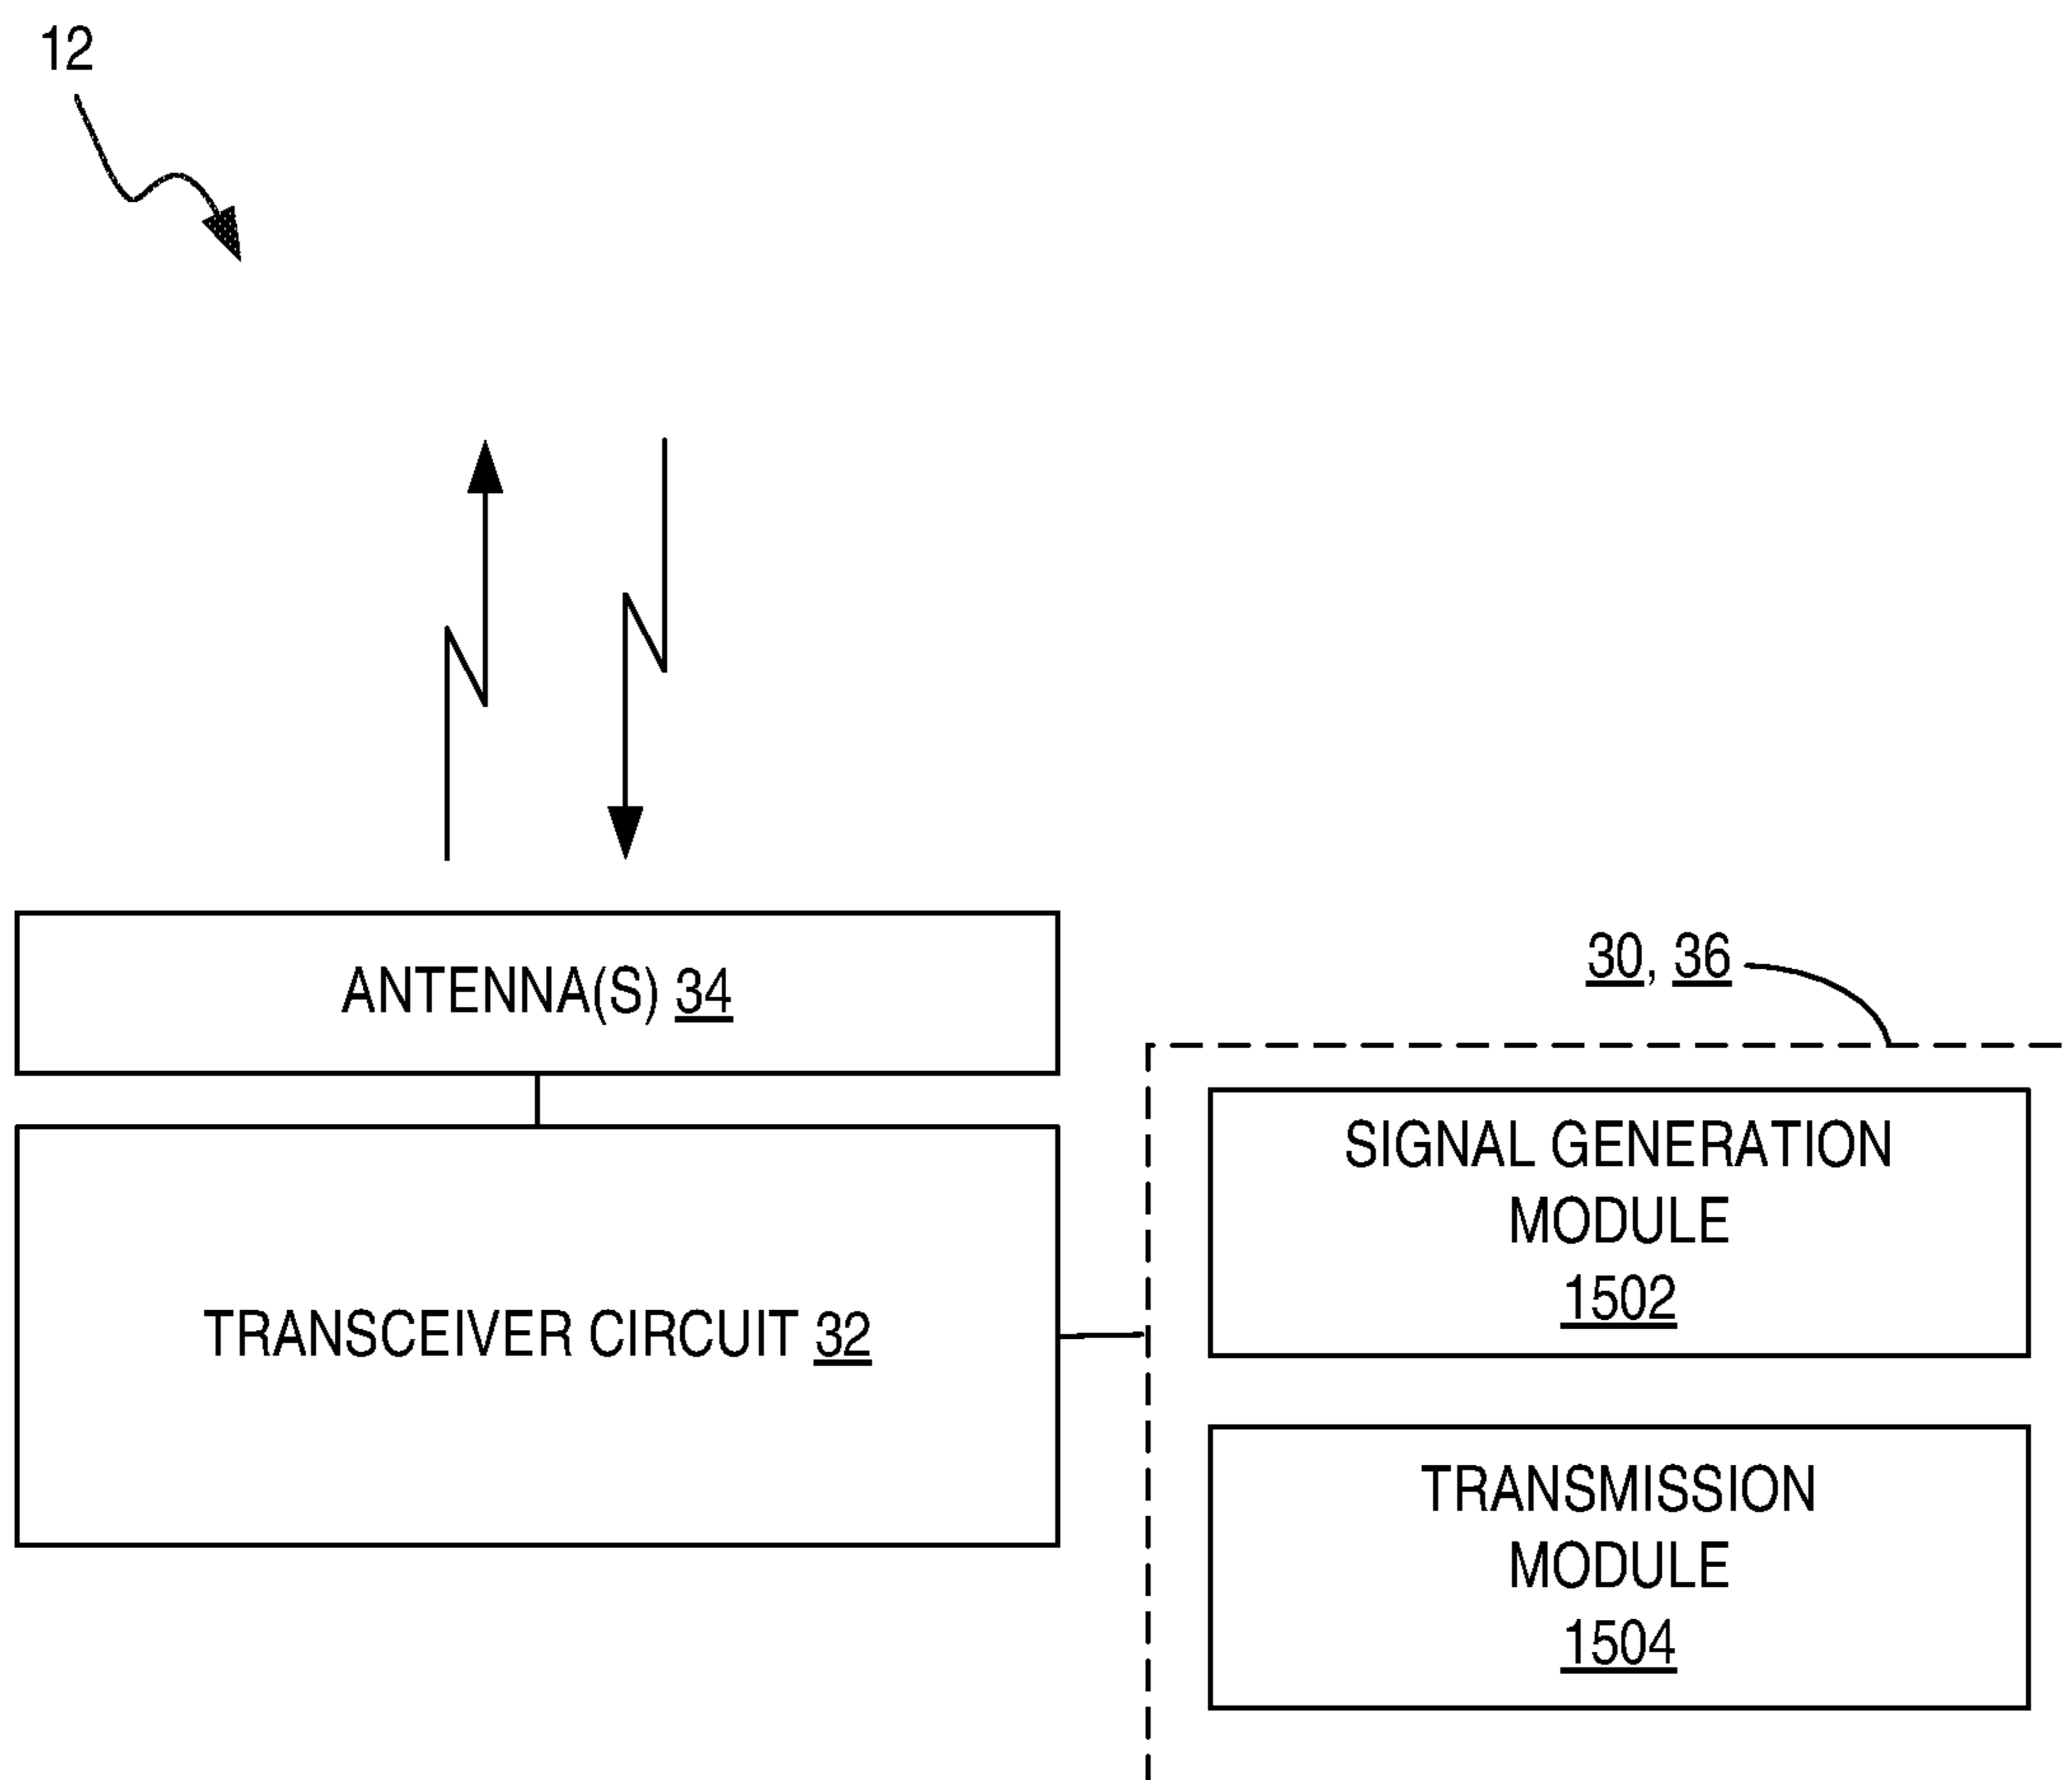 12
ANTENNA(S) 34
30, 36
TRANSCEIVER CIRCUIT 32
SIGNAL GENERATION
MODULE
1502
TRANSMISSION
MODULE
1504